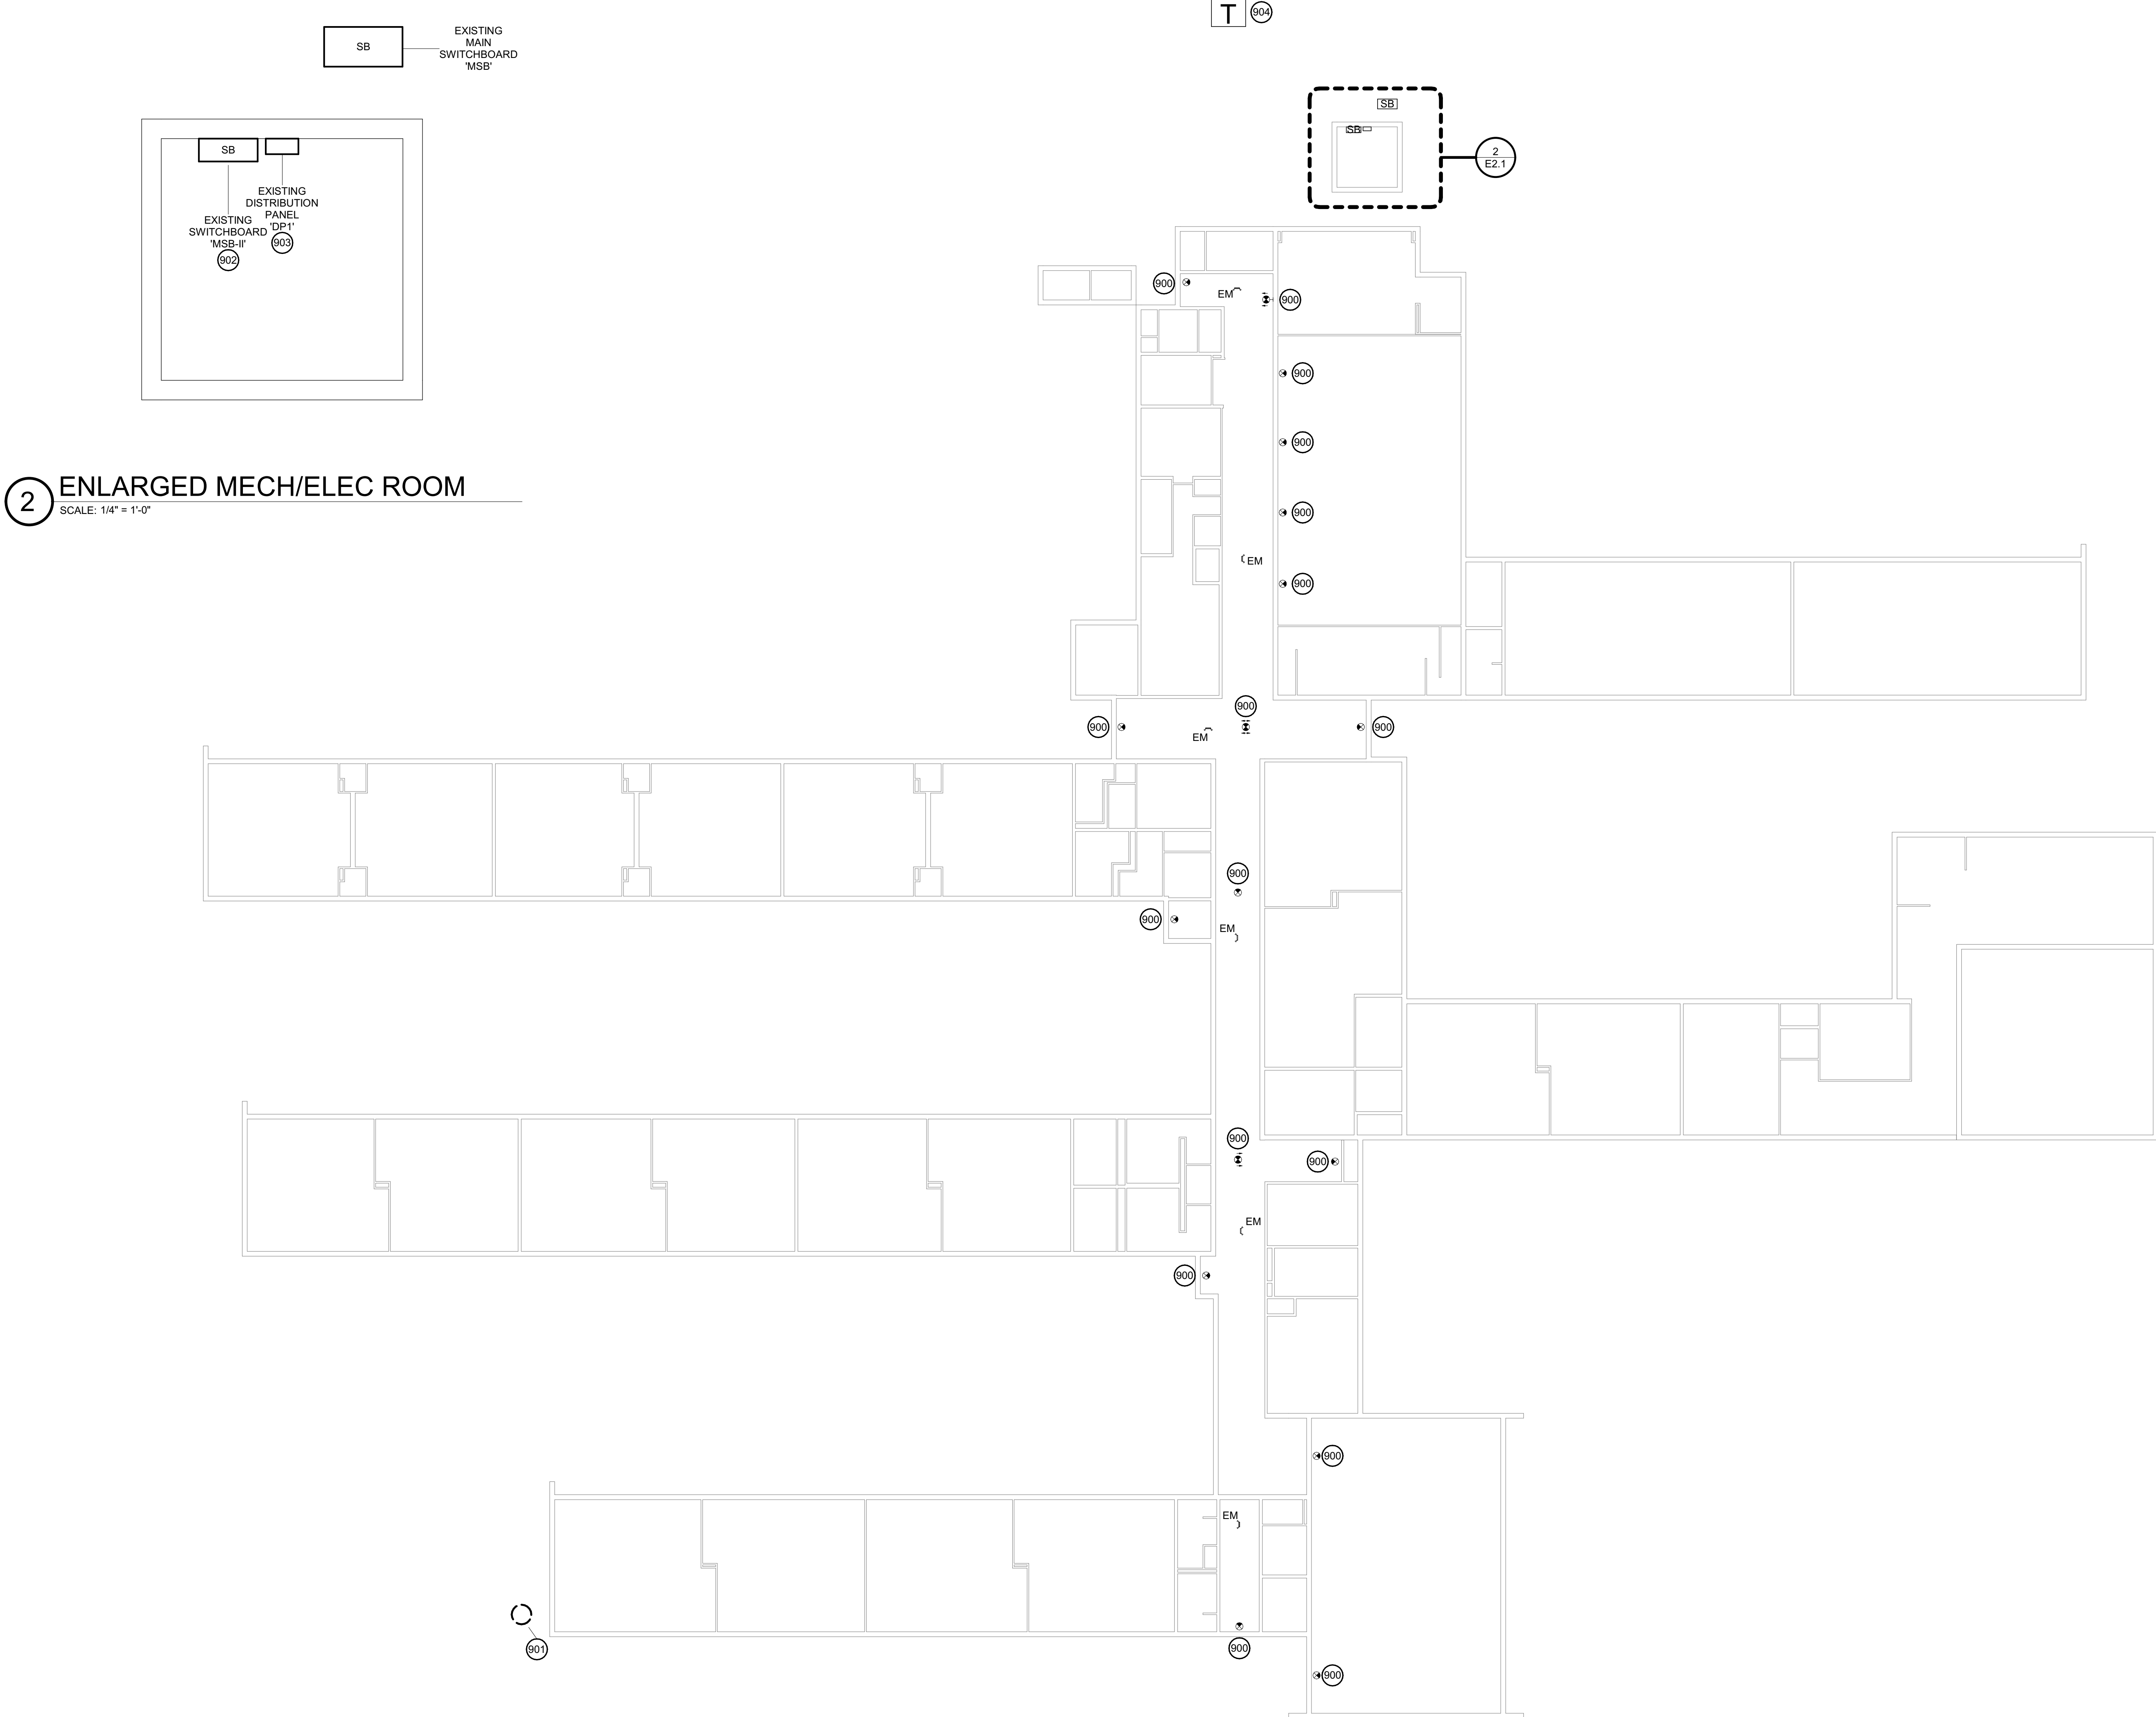 T
904
SB
EXISTING
MAIN
SWITCHBOARD
'MSB'
SB
EXISTING
SWITCHBOARD
'MSB-II'
902
EXISTING
DISTRIBUTION
PANEL
'DP1'
903
2
ENLARGED MECH/ELEC ROOM
SCALE: 1/4" = 1'-0"
SB
SB
2
E2.1
900
EM
900
900
900
900
EM
900
900
900
EM
900
900
900
EM
900
900
EM
900
900
EM
901
900
900